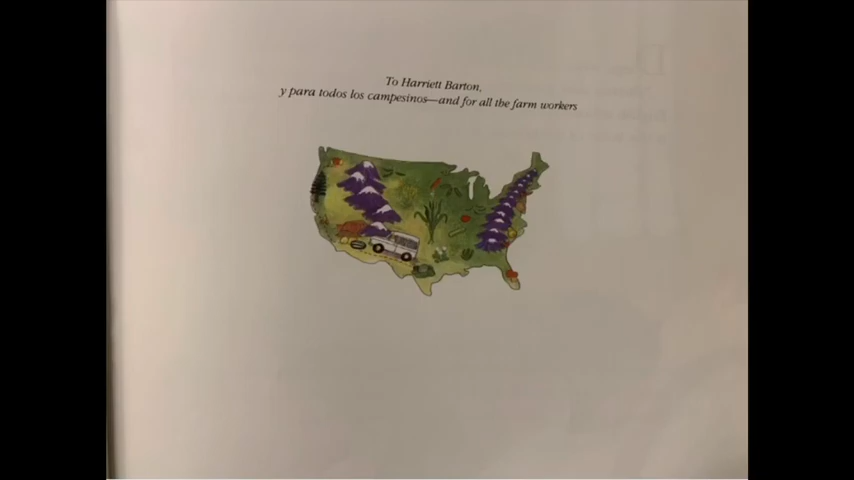 To Harriett Barton,
y para todos los campesinos—and for all the farm workers